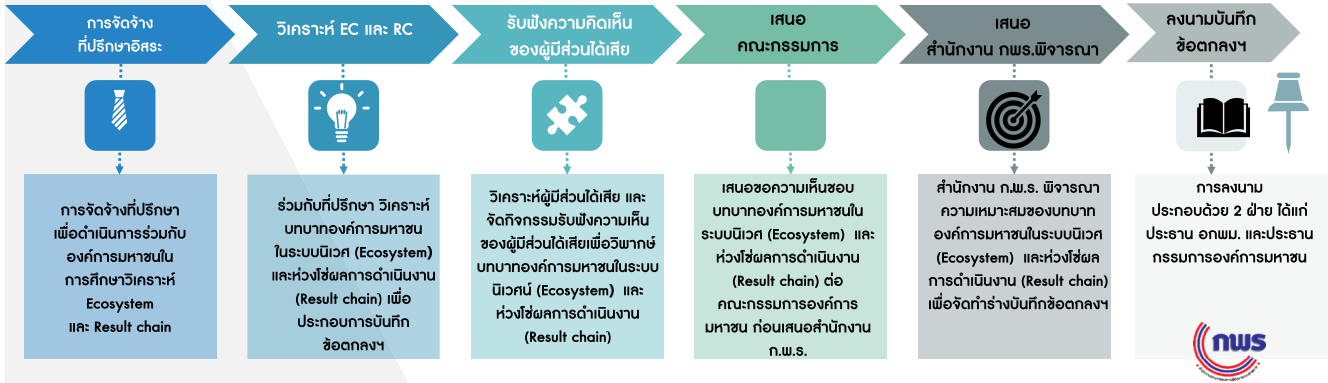 การจัดจ้าง
ที่ปรึกษาอิสระ
วิเคราะห์ EC และ RC
รับฟังความคิดเห็น
ของผู้มีส่วนได้เสีย
เสนอ
คณะกรรมการ
เสนอ
สำนักงาน กพร.พิจารณา
ลงนามบันทึก
ข้อตกลงฯ
การจัดจ้างที่ปรึกษา
เพื่อดำเนินการร่วมกับ
องค์การมหาชนใน
การศึกษาวิเคราะห์
Ecosystem
และ Result chain
ร่วมกับที่ปรึกษา วิเคราะห์
บทบาทองค์การมหาชน
ในระบบนิเวศ (Ecosystem)
และห่วงโซ่ผลการดำเนินงาน
(Result chain) เพื่อ
ประกอบการบันทึก
ข้อตกลงฯ
วิเคราะห์ผู้มีส่วนได้เสีย และ
จัดกิจกรรมรับฟังความเห็น
ของผู้มีส่วนได้เสียเพื่อวิพากษ์
บทบาทองค์การมหาชนในระบบ
นิเวศน์ (Ecosystem) และ
ห่วงโซ่ผลการดำเนินงาน
(Result chain)
เสนอขอความเห็นชอบ
บทบาทองค์การมหาชนใน
ระบบนิเวศ (Ecosystem) และ
ห่วงโซ่ผลการดำเนินงาน
(Result chain) ต่อ
คณะกรรมการองค์การ
มหาชน ก่อนเสนอสำนักงาน
ก.พ.ร.
สำนักงาน ก.พ.ร. พิจารณา
ความเหมาะสมของบทบาท
องค์การมหาชนในระบบนิเวศ
(Ecosystem) และห่วงโซ่ผล
การดำเนินงาน (Result chain)
เพื่อจัดทำร่างบันทึกข้อตกลงฯ
การลงนาม
ประกอบด้วย 2 ฝ่าย ได้แก่
ประธาน อกพม. และประธาน
กรรมการองค์การมหาชน
กพร